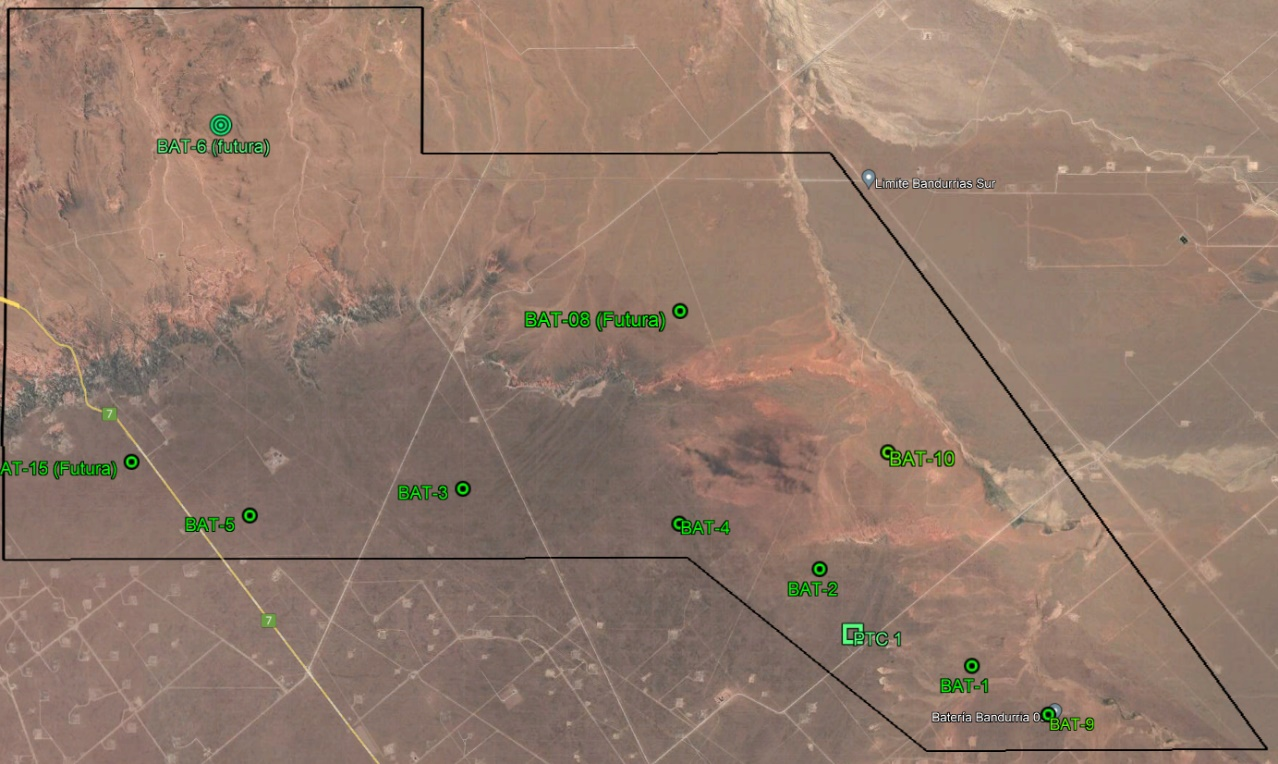 BAT-6 (futura)
Limite Bandurrias Sur
BAT-08 (Futura)
7
BAT-10
AT-15 (Futura)
BAT-3
BAT-5
BAT-4
BAT-2
7
PTC 1
BAT-1
Batería Bandurria 0
BAT-9